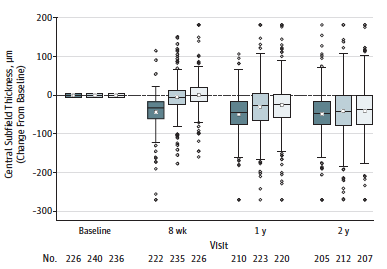 Central Subfield Thickness, µm
(Change From Baseline)
200
100
0
-100
-200
-300
Baseline
8 wk
1 y
2 y
Visit
No. 226 240 236 222 235 226 210 223 220 205 212 207